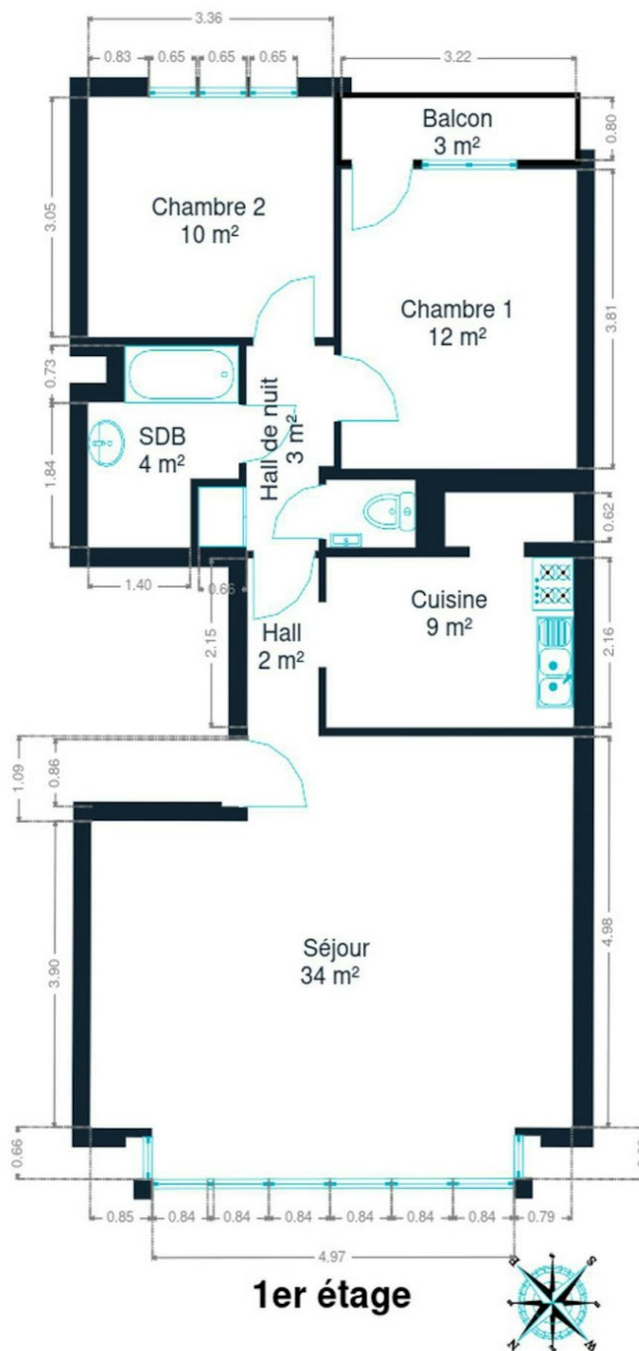 3.36
0.83 0.65 0.65 0.65
3.22
Balcon
3 m²
0.80
3.05
Chambre 2
10 m²
Chambre 1
12 m²
3.81
0.73
Hall de nuit
3 m²
SDB
4 m²
1.84
0.62
1.40
0.66
Cuisine
9 m²
2.15
Hall
2 m²
2.16
1.09
0.86
Séjour
34 m²
3.90
4.98
0.66
0.85 0.84 0.84 0.84 0.84 0.84 0.84 0.79
4.97
1er étage
E S
N W